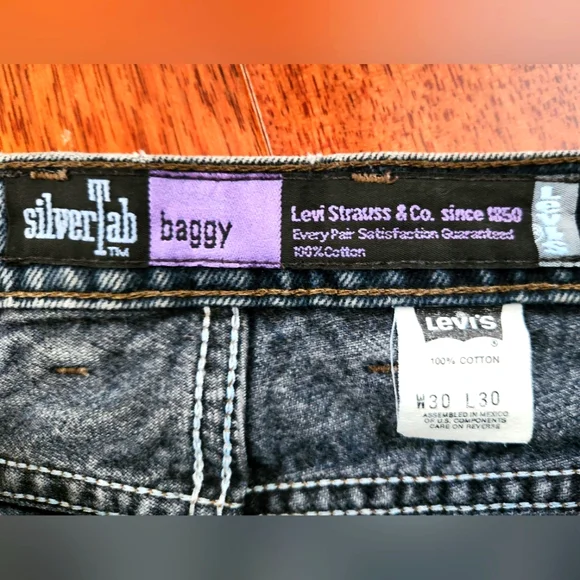 silverTab
TM
baggy
Levi Strauss & Co. since 1850
Every Pair Satisfaction Guaranteed
100% Cotton
LEVI'S
LEVI'S
®
100% COTTON
W30 L30
ASSEMBLED IN MEXICO
OF U.S. COMPONENTS
CARE ON REVERSE